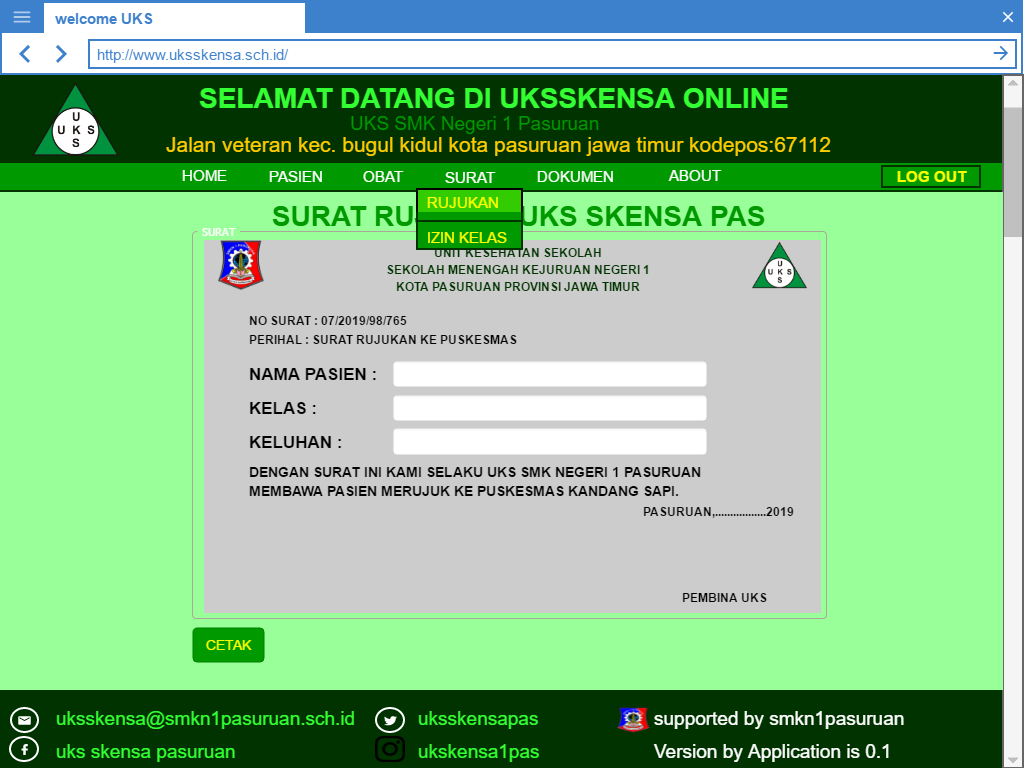 welcome UKS
http://www.uksskensa.sch.id/
U
U K S
S
SELAMAT DATANG DI UKSSKENSA ONLINE
UKS SMK Negeri 1 Pasuruan
Jalan veteran kec. bugul kidul kota pasuruan jawa timur kodepos:67112
HOME PASIEN OBAT SURAT DOKUMEN ABOUT LOG OUT
RUJUKAN
IZIN KELAS
SURAT UKS SKENSA PAS
SURAT
UNIT KESEHATAN SEKOLAH
SEKOLAH MENENGAH KEJURUAN NEGERI 1
KOTA PASURUAN PROVINSI JAWA TIMUR
U
U K S
S
NO SURAT : 07/2019/98/765
PERIHAL : SURAT RUJUKAN KE PUSKESMAS
NAMA PASIEN :
KELAS :
KELUHAN :
DENGAN SURAT INI KAMI SELAKU UKS SMK NEGERI 1 PASURUAN
MEMBAWA PASIEN MERUJUK KE PUSKESMAS KANDANG SAPI.
PASURUAN,.................2019
PEMBINA UKS
CETAK
uksskensa@smkn1pasuruan.sch.id uksskensapas supported by smkn1pasuruan
uks skensa pasuruan ukskensa1pas Version by Application is 0.1